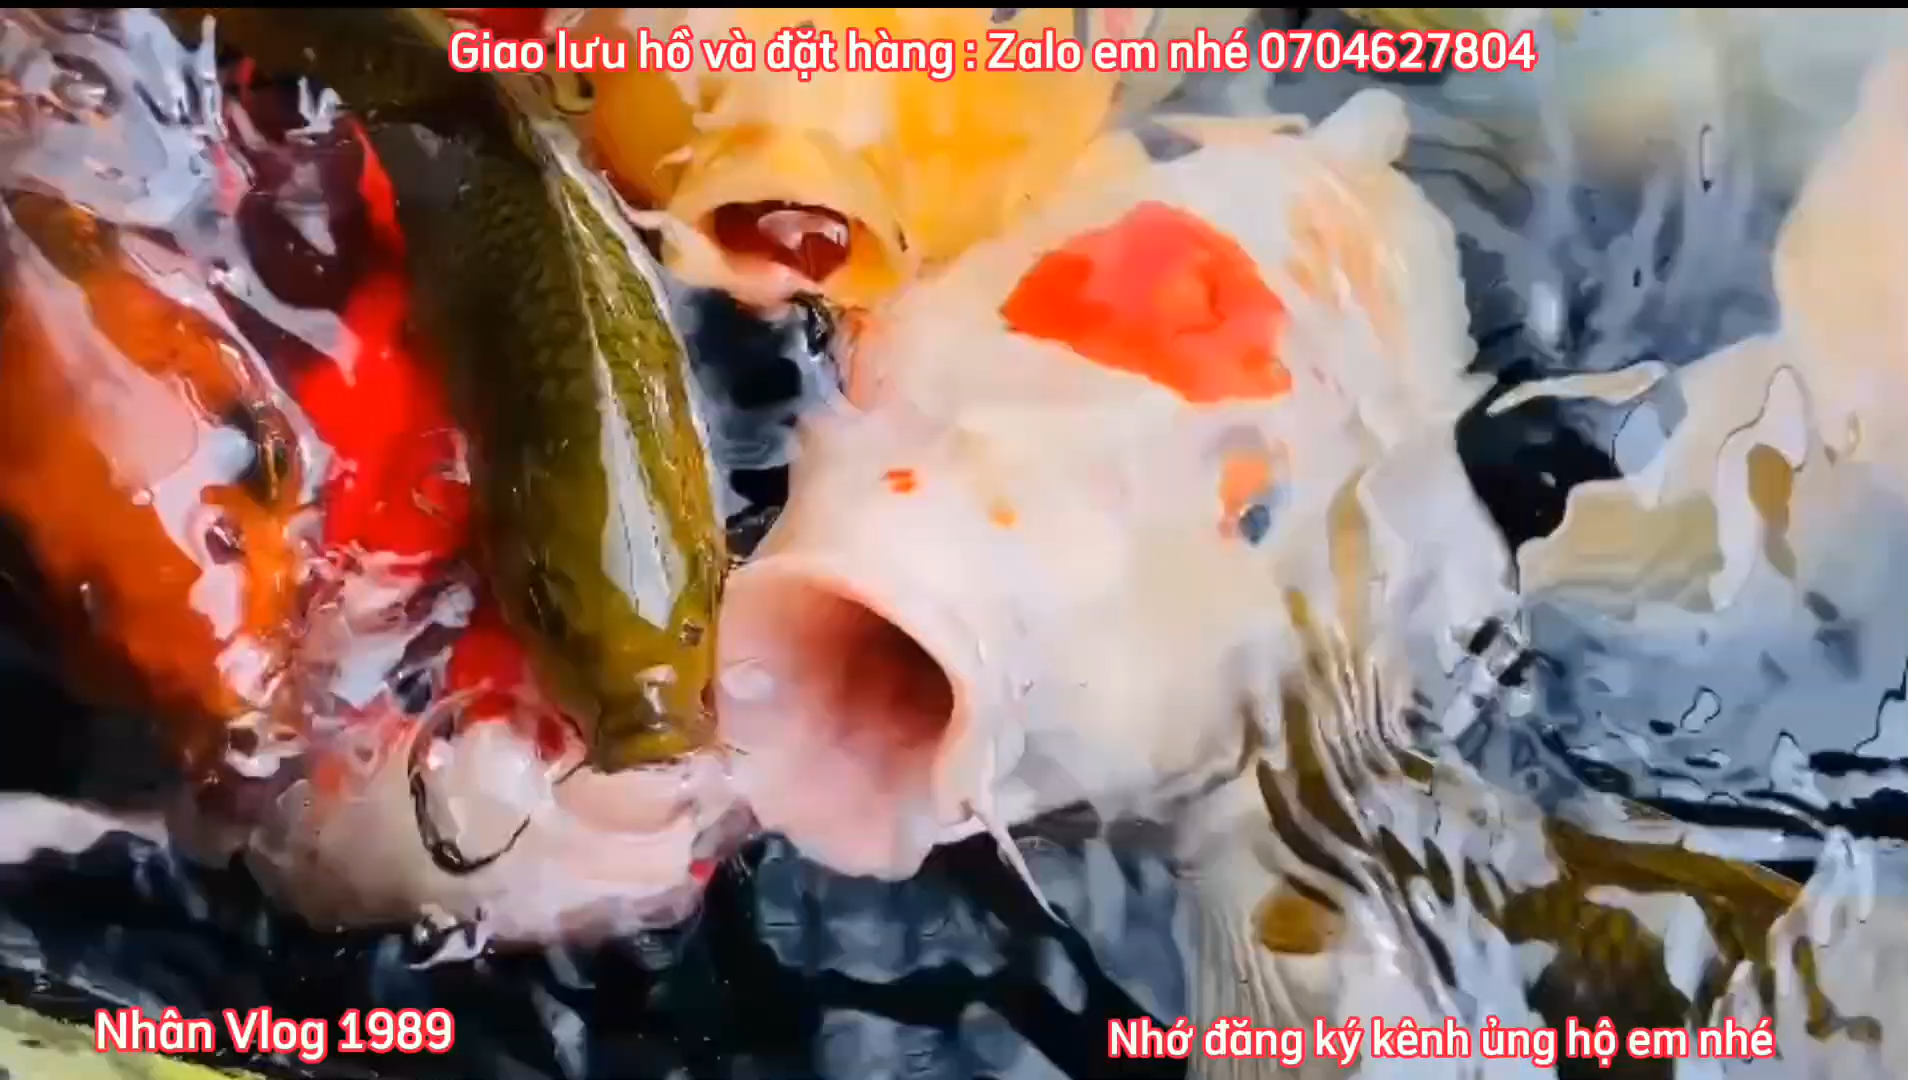 Giao lưu hồ và đặt hàng : Zalo em nhé 0704627804
Nhân Vlog 1989
Nhớ đăng ký kênh ủng hộ em nhé